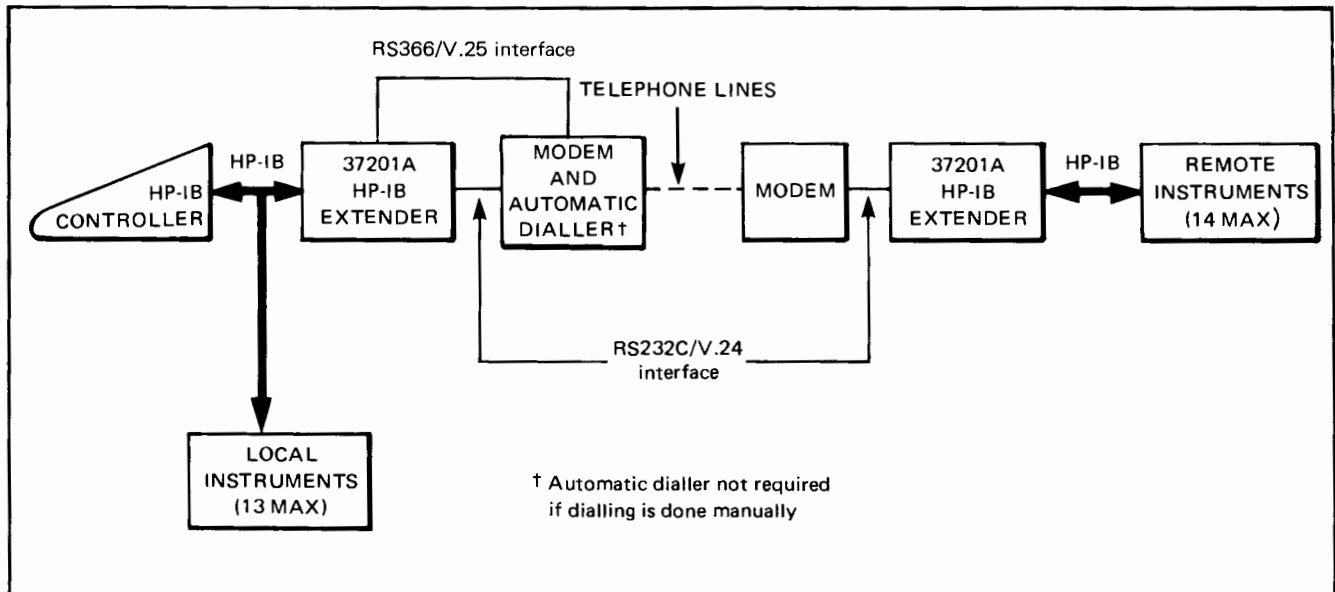 RS366/V.25 interface
TELEPHONE LINES
HP-IB
CONTROLLER
HP-IB
37201A
HP-IB
EXTENDER
MODEM
AND
AUTOMATIC
DIALLER†
MODEM
37201A
HP-IB
EXTENDER
HP-IB
REMOTE
INSTRUMENTS
(14 MAX)
RS232C/V.24
interface
LOCAL
INSTRUMENTS
(13 MAX)
† Automatic dialler not required
if dialling is done manually